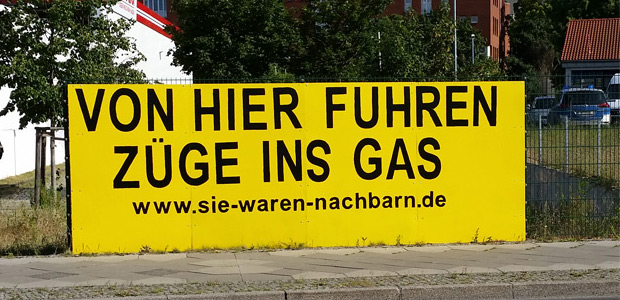 VON HIER FUHREN
ZÜGE INS GAS
www.sie-waren-nachbarn.de